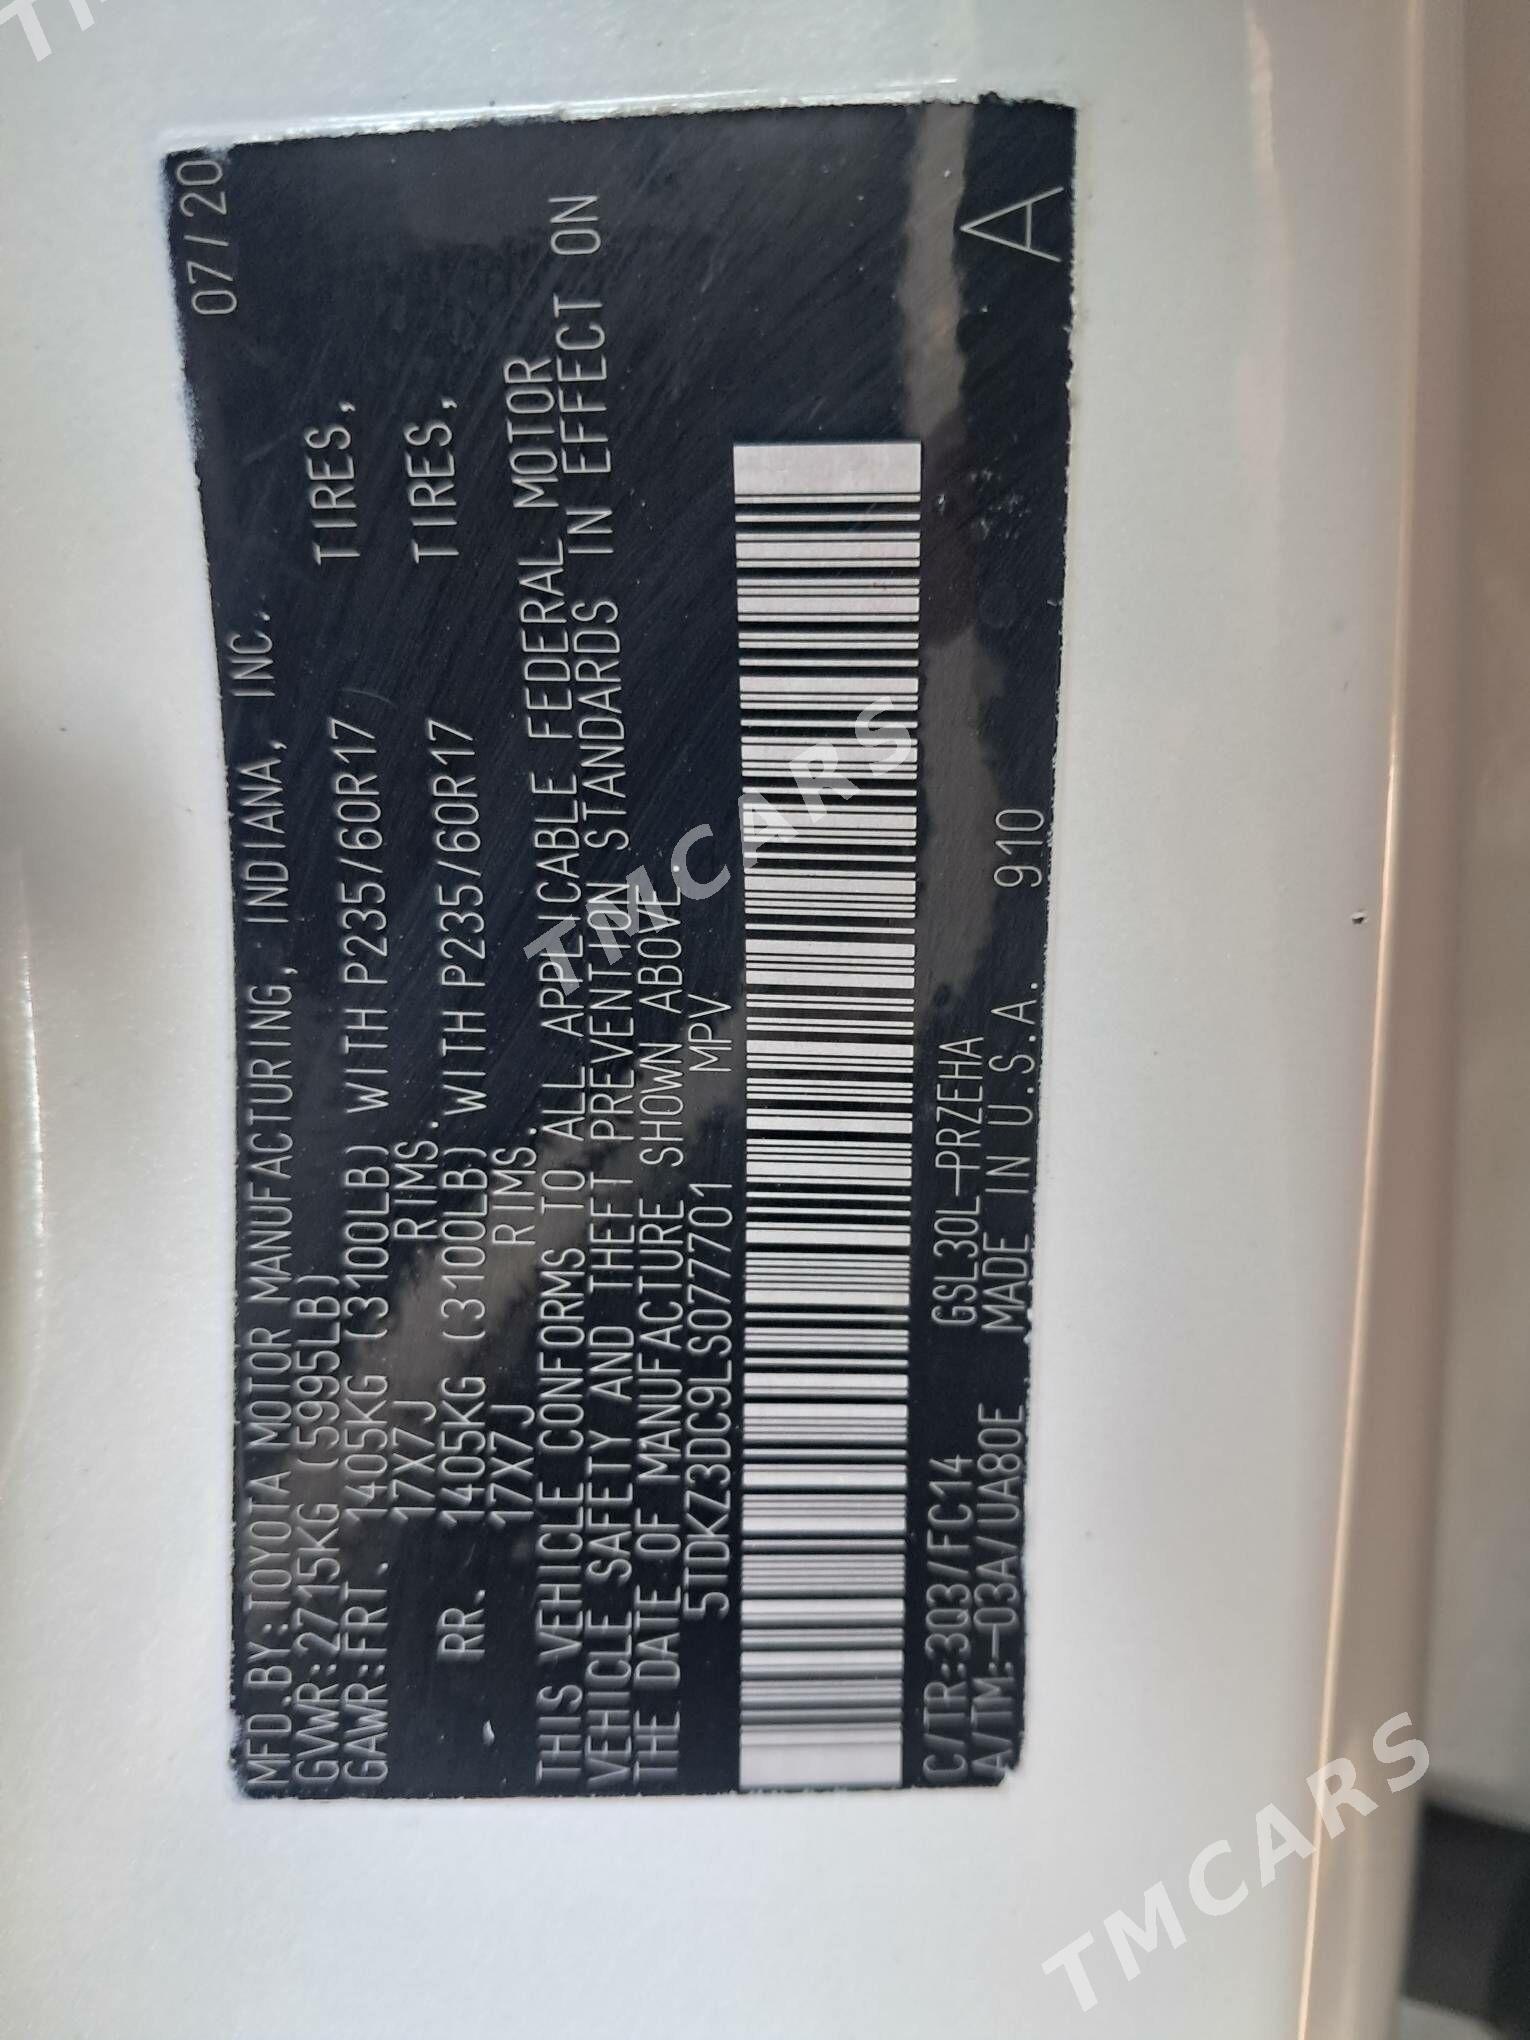 MFD.BY:TOYOTA MOTOR MANUFACTURING, INDIANA, INC. 07/20
GVWR:2715KG (5995LB)
GAWR:FRT. 1405KG (3100LB) WITH P235/60R17 TIRES,
17X7J RIMS.
RR. 1405KG (3100LB) WITH P235/60R17 TIRES,
17X7J RIMS.
THIS VEHICLE CONFORMS TO ALL APPLICABLE FEDERAL MOTOR
VEHICLE SAFETY AND THEFT PREVENTION STANDARDS IN EFFECT ON
THE DATE OF MANUFACTURE SHOWN ABOVE.
5TDKZ3DC9LS077701 MPV
C/TR:3Q3/FC14 GSL30L-PRZEHA
A/TM:-03A/UA80E MADE IN U.S.A. 910 A
TMCARS
TMCARS